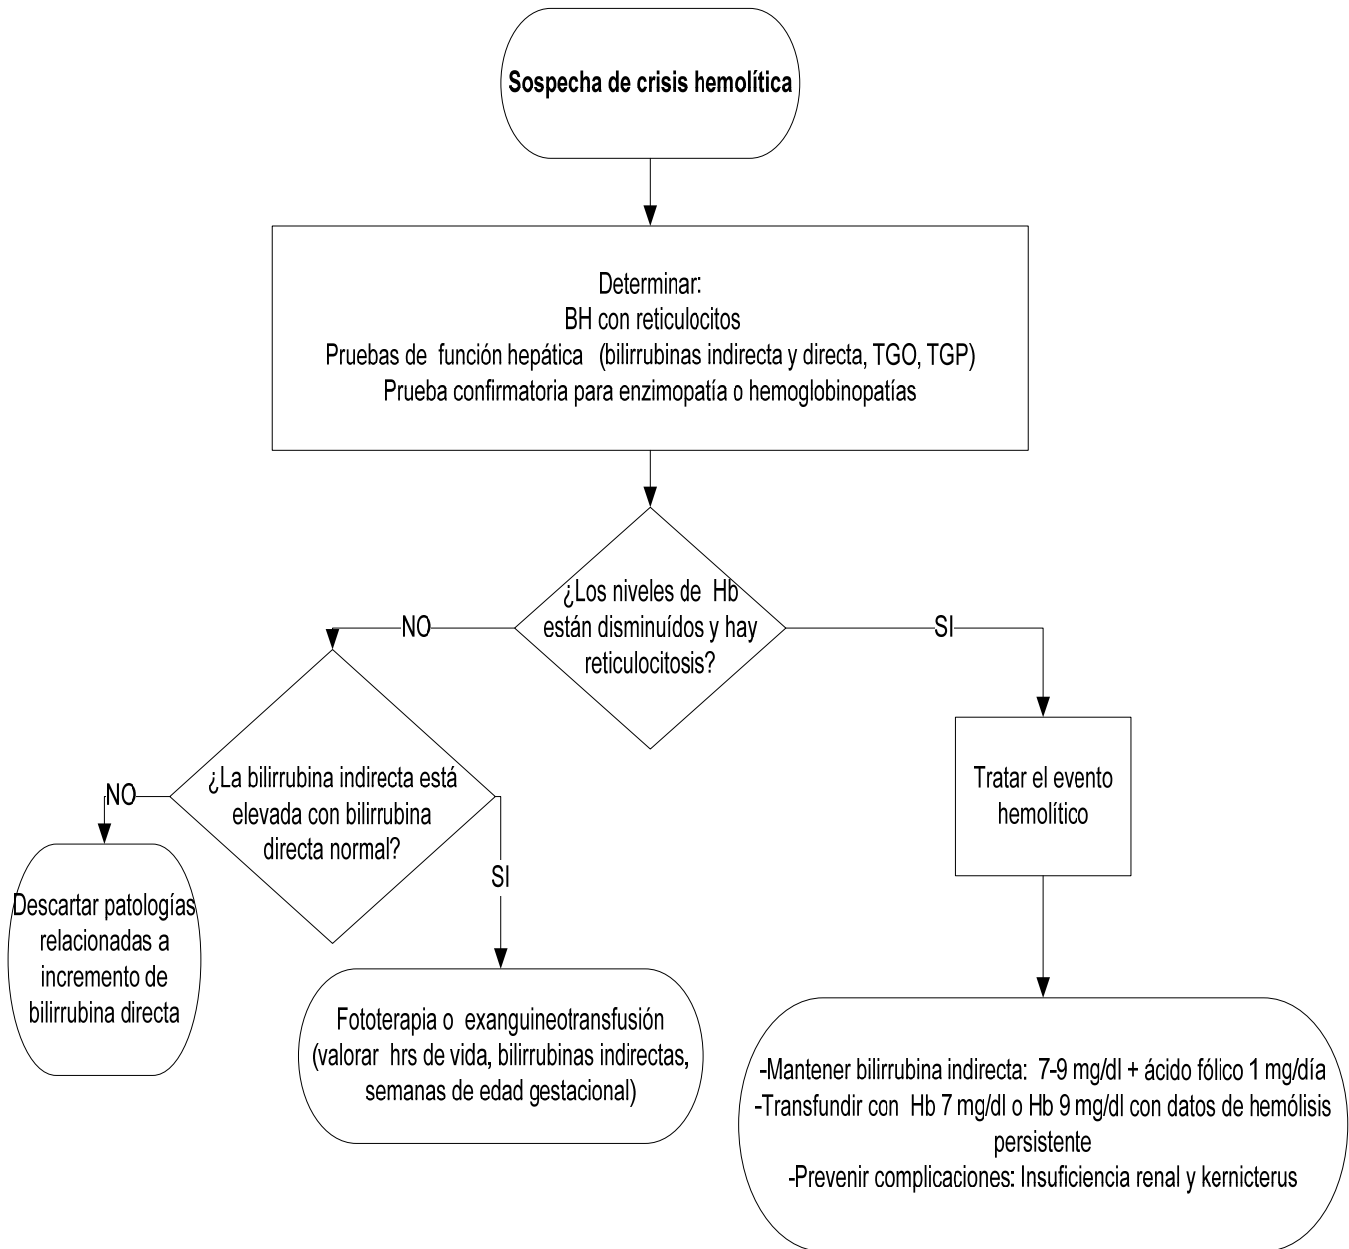 Sospecha de crisis hemolítica
Determinar:
BH con reticulocitos
Pruebas de función hepática (bilirrubinas indirecta y directa, TGO, TGP)
Prueba confirmatoria para enzimopatía o hemoglobinopatías
¿Los niveles de Hb
están disminuídos y hay
reticulocitosis?
NO
SI
¿La bilirrubina indirecta está
elevada con bilirrubina
directa normal?
NO
SI
Tratar el evento
hemolítico
Descartar patologías
relacionadas a
incremento de
bilirrubina directa
Fototerapia o exanguineotransfusión
(valorar hrs de vida, bilirrubinas indirectas,
semanas de edad gestacional)
-Mantener bilirrubina indirecta: 7-9 mg/dl + ácido fólico 1 mg/día
-Transfundir con Hb 7 mg/dl o Hb 9 mg/dl con datos de hemólisis
persistente
-Prevenir complicaciones: Insuficiencia renal y kernicterus